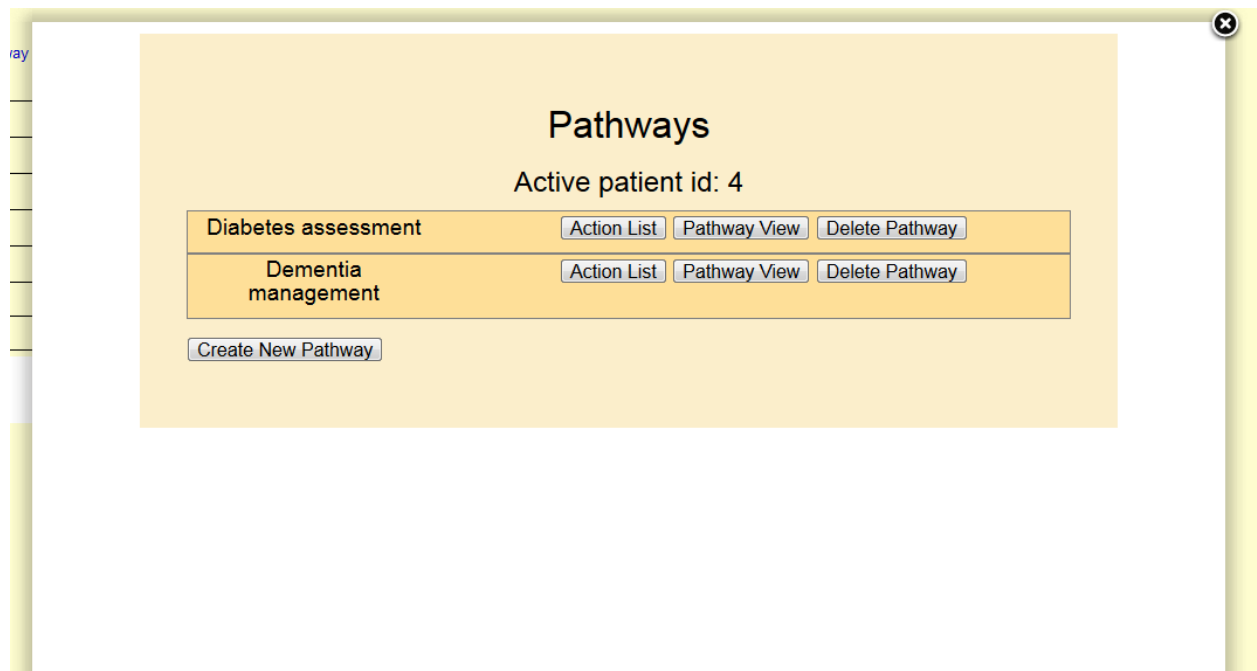 Pathways
Active patient id: 4
Diabetes assessment Action List Pathway View Delete Pathway
Dementia Action List Pathway View Delete Pathway
management
Create New Pathway